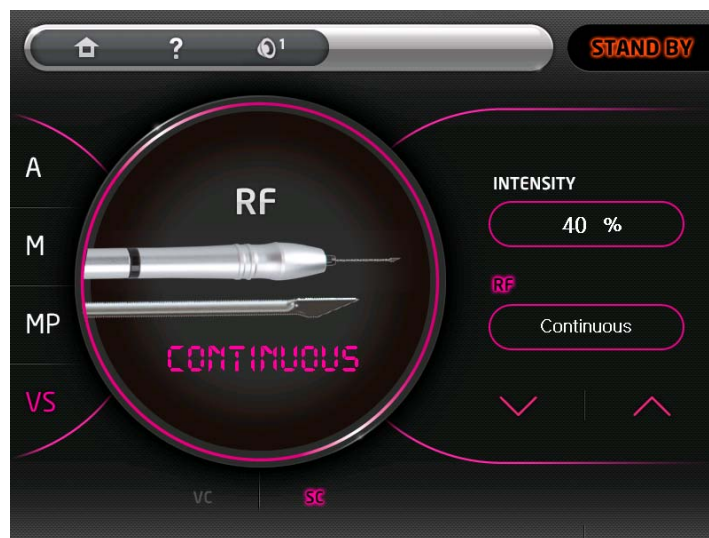 ? 1
STAND BY
A
M
MP
VS
RF
CONTINUOUS
INTENSITY
40 %
RF
Continuous
VC
SC